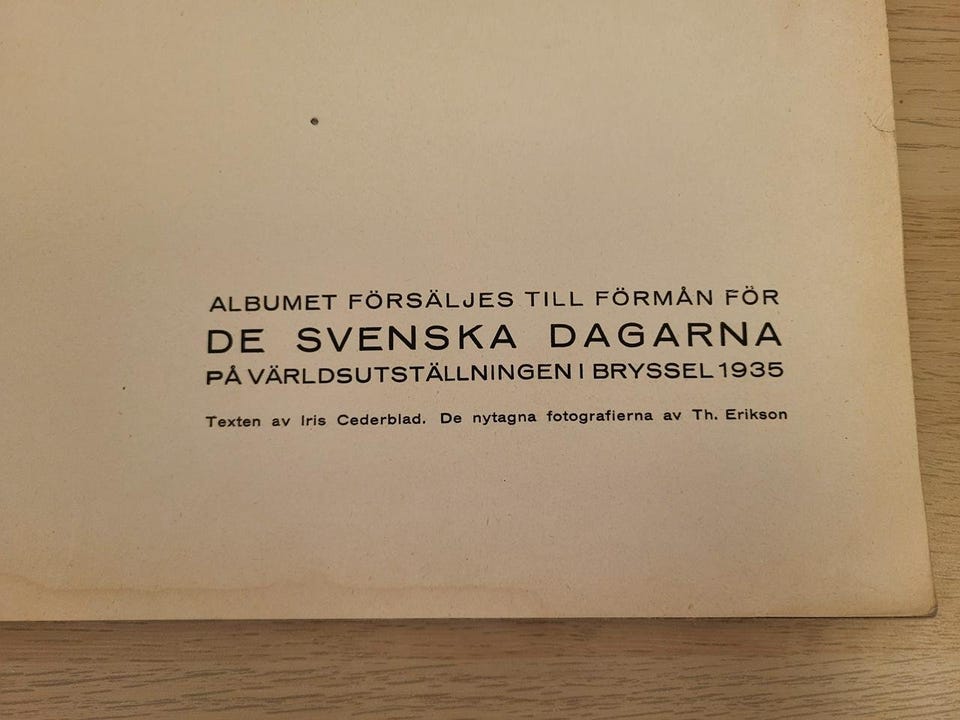 ALBUMET FÖRSÄLJES TILL FÖRMÅN FÖR
DE SVENSKA DAGARNA
PÅ VÄRLDSUTSTÄLLNINGEN I BRYSSEL 1935
Texten av Iris Cederblad. De nytagna fotografierna av Th. Erikson